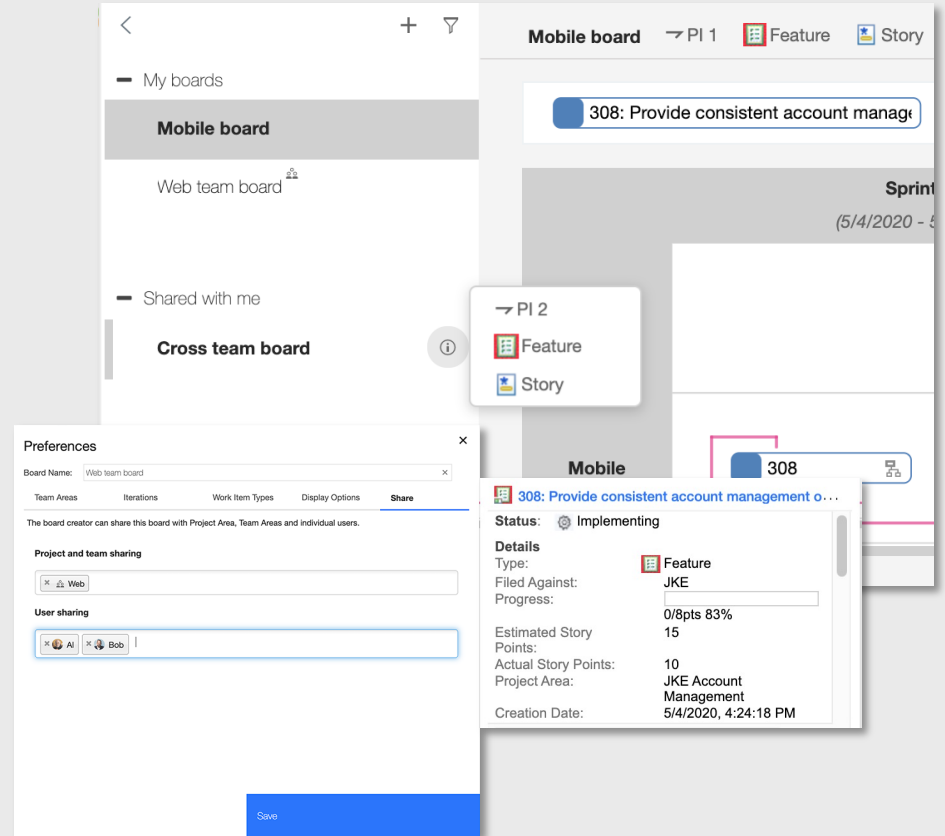 My boards
Mobile board
Web team board
Shared with me
Cross team board
Mobile board PI 1 Feature Story
308: Provide consistent account manag
Sprint
(5/4/2020 -
PI 2
Feature
Story
Mobile
308
Preferences
Board Name: Web team board
Team Areas Iterations Work Item Types Display Options Share
The board creator can share this board with Project Area, Team Areas and individual users.
Project and team sharing
Web
User sharing
Al Bob
Save
308: Provide consistent account management o...
Status: Implementing
Details
Type: Feature
Filed Against: JKE
Progress:
0/8pts 83%
Estimated Story 15
Points:
Actual Story Points: 10
Project Area: JKE Account
Management
Creation Date: 5/4/2020, 4:24:18 PM